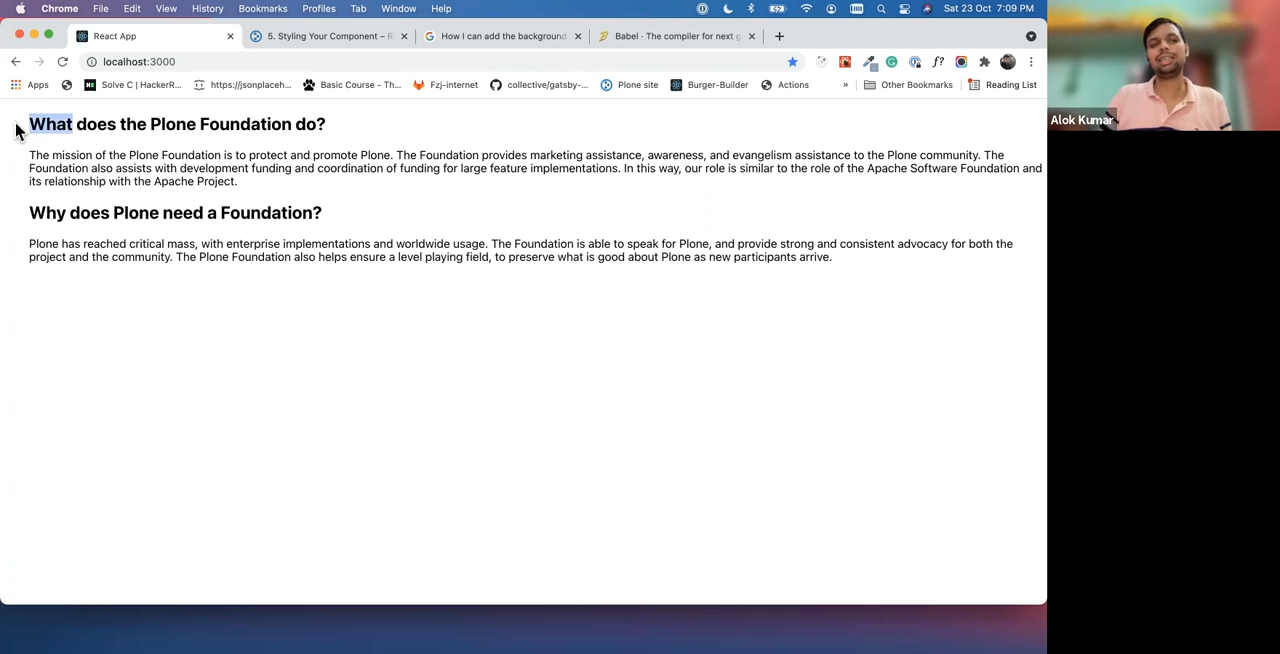 Chrome File Edit View History Bookmarks Profiles Tab Window Help Sat 23 Oct 7:09 PM
React App 5. Styling Your Component – R How I can add the background Babel · The compiler for next g
localhost:3000
Apps Solve C | HackerR... https://jsonplaceh... Basic Course - Th... Fzj-internet collective/gatsby-... Plone site Burger-Builder Actions » Other Bookmarks Reading List
What does the Plone Foundation do?
The mission of the Plone Foundation is to protect and promote Plone. The Foundation provides marketing assistance, awareness, and evangelism assistance to the Plone community. The
Foundation also assists with development funding and coordination of funding for large feature implementations. In this way, our role is similar to the role of the Apache Software Foundation and
its relationship with the Apache Project.
Why does Plone need a Foundation?
Plone has reached critical mass, with enterprise implementations and worldwide usage. The Foundation is able to speak for Plone, and provide strong and consistent advocacy for both the
project and the community. The Plone Foundation also helps ensure a level playing field, to preserve what is good about Plone as new participants arrive.
Alok Kumar